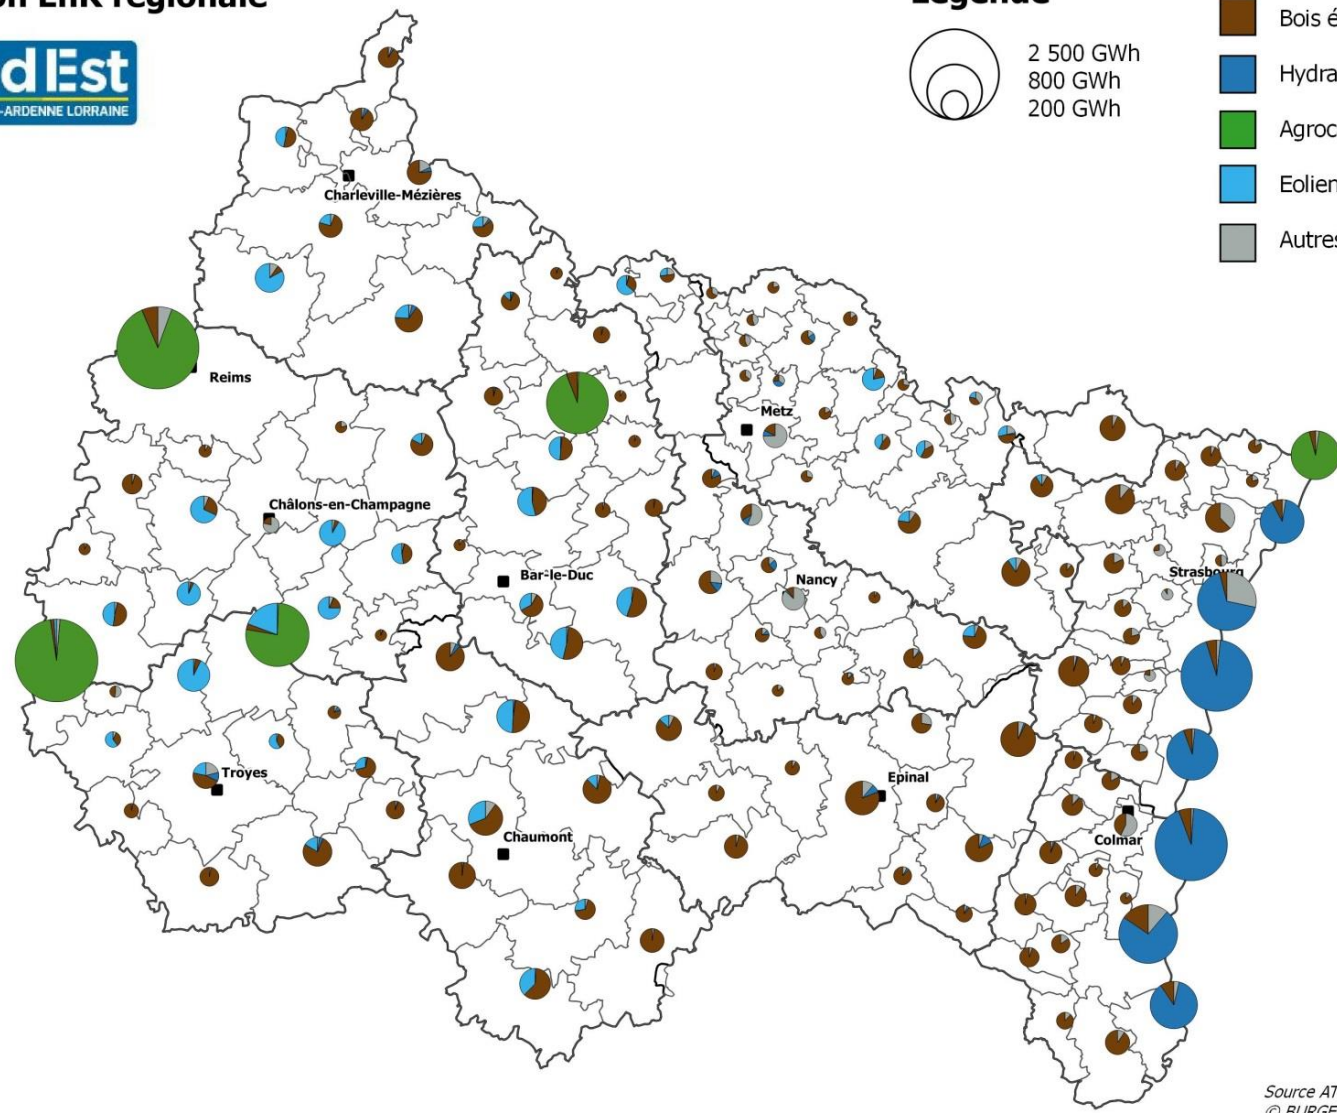 on EnR régionale
Légende
d Est
-ARDENNE LORRAINE
2 500 GWh
800 GWh
200 GWh
Bois é
Hydra
Agroc
Eolien
Autres
Charleville-Mézières
Reims
Metz
Châlons-en-Champagne
Bar-le-Duc
Nancy
Strasbourg
Troyes
Epinal
Chaumont
Colmar
Source AT
© BURGE